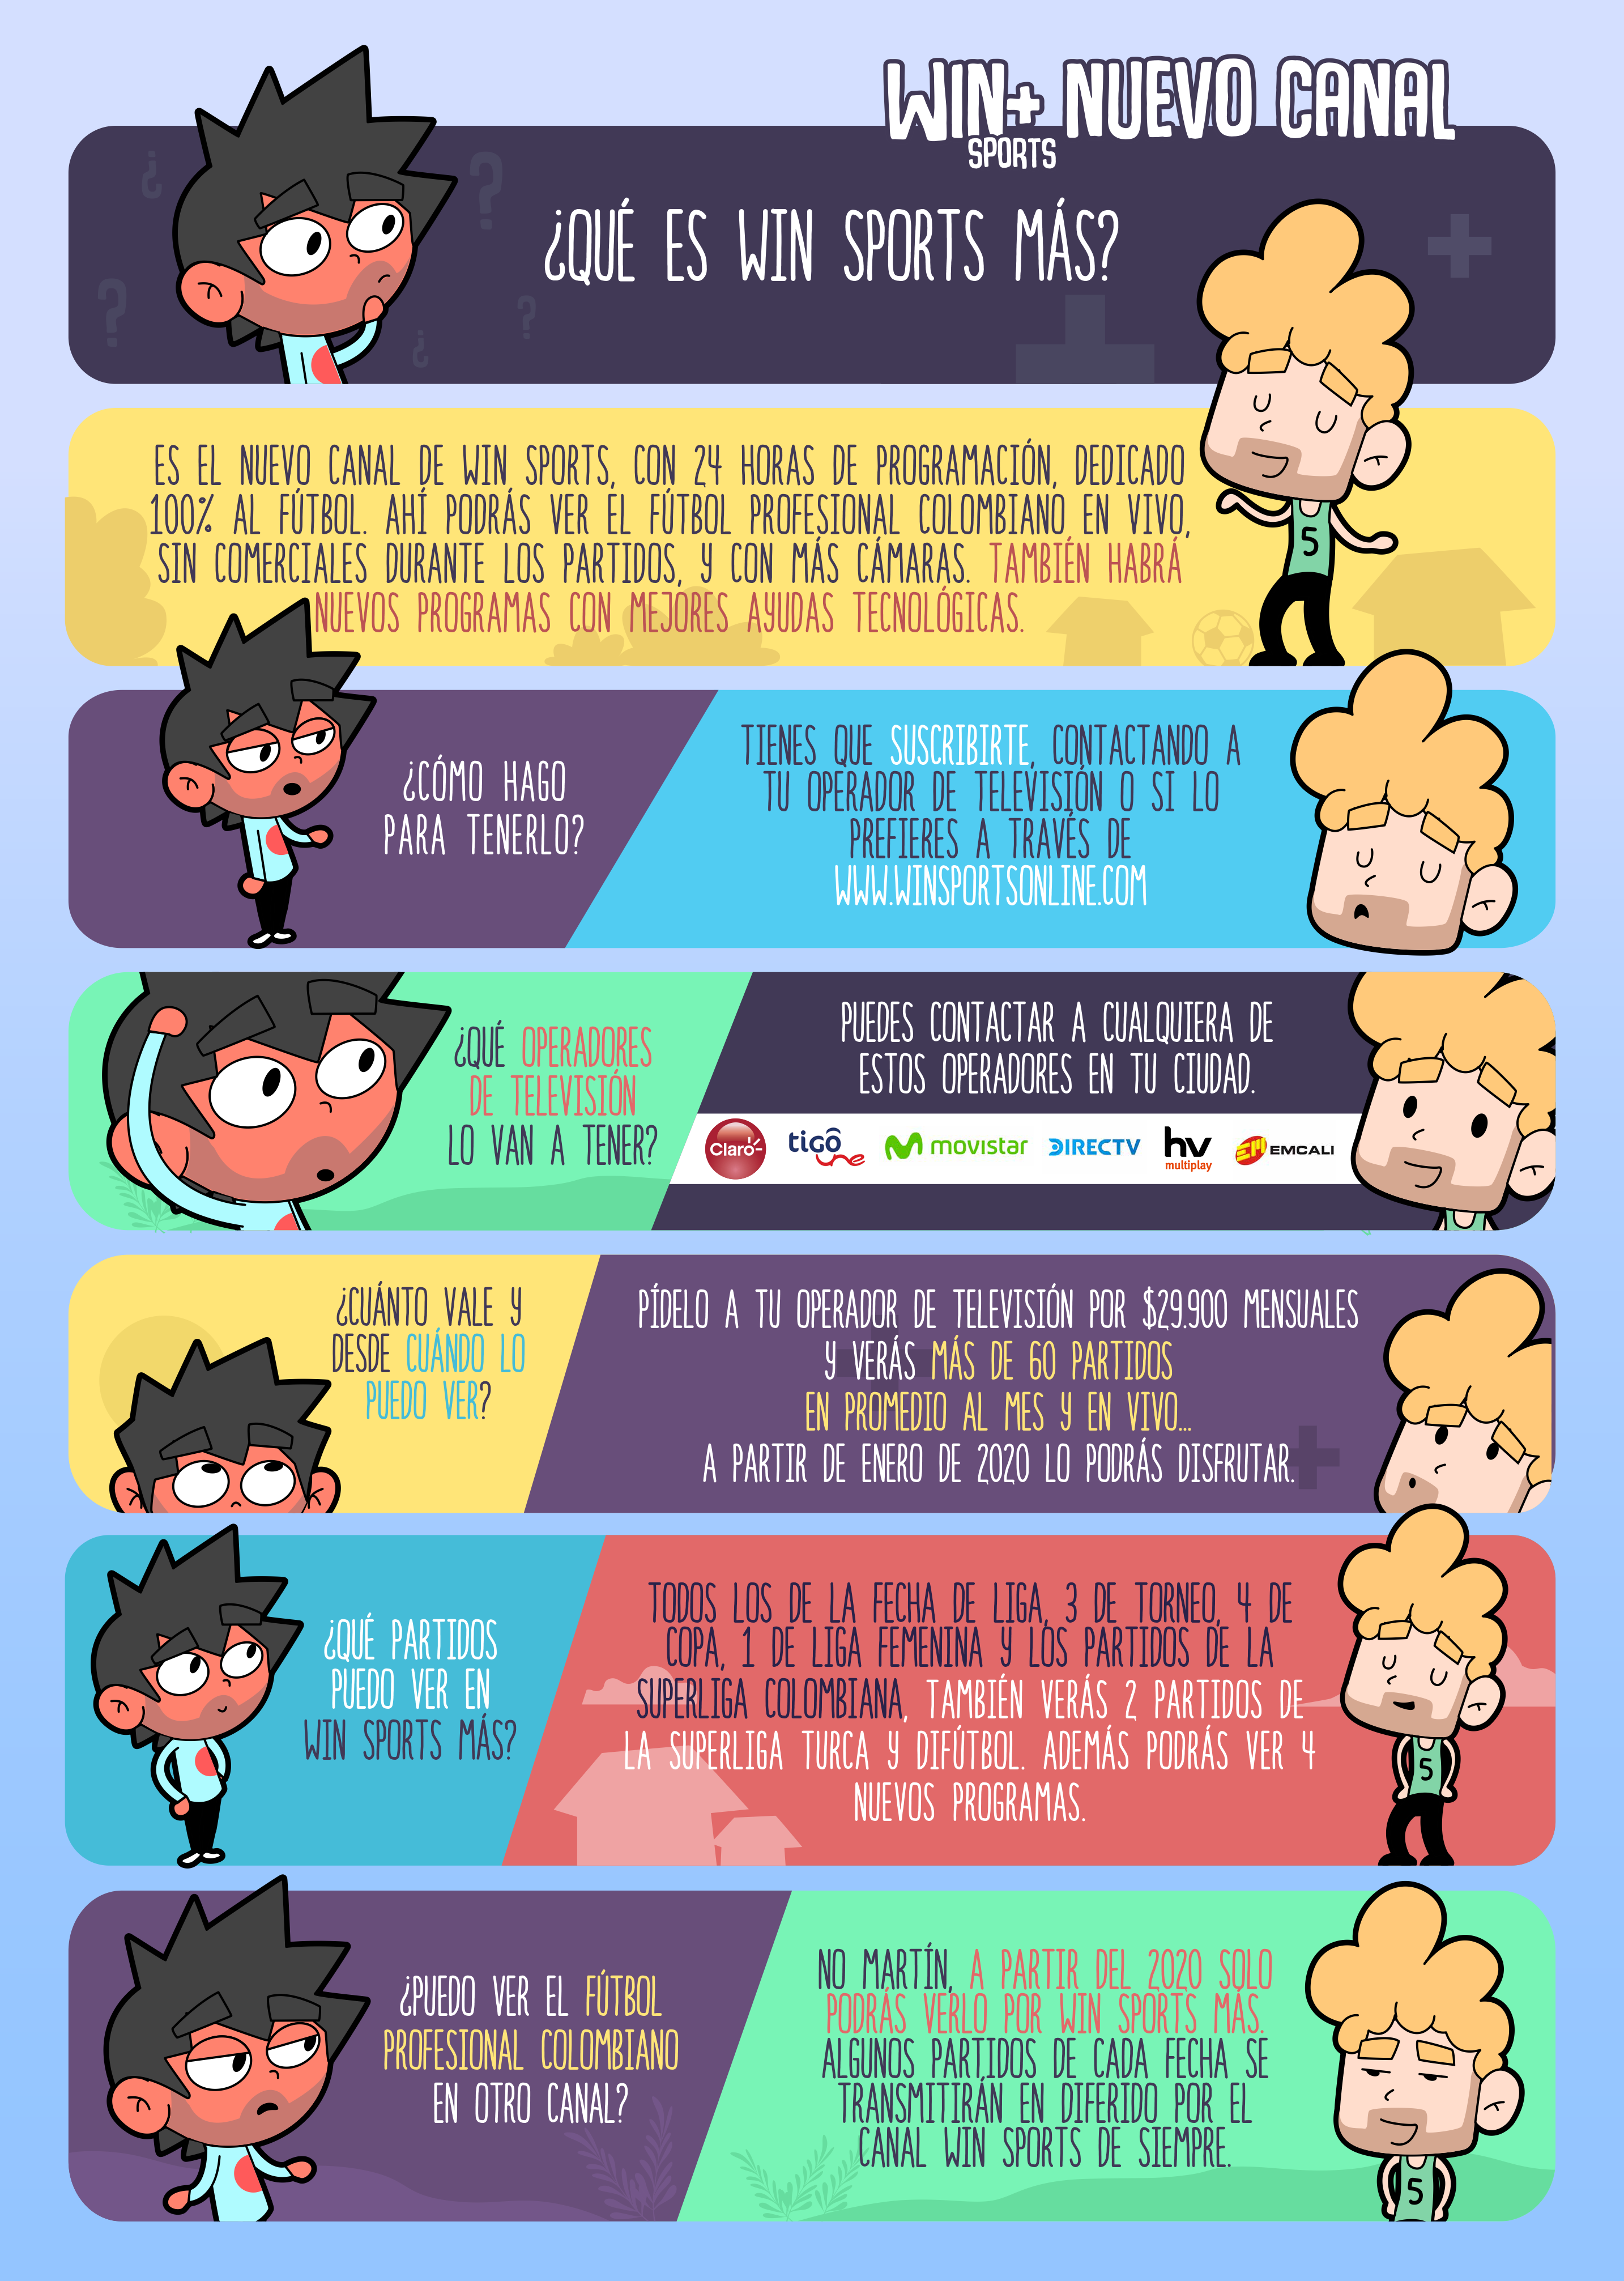 WIN+ NUEVO CANAL
SPORTS
¿QUÉ ES WIN SPORTS MÁS?
ES EL NUEVO CANAL DE WIN SPORTS, CON 24 HORAS DE PROGRAMACIÓN, DEDICADO
100% AL FÚTBOL. AHÍ PODRÁS VER EL FÚTBOL PROFESIONAL COLOMBIANO EN VIVO,
SIN COMERCIALES DURANTE LOS PARTIDOS, Y CON MÁS CÁMARAS. TAMBIÉN HABRÁ
NUEVOS PROGRAMAS CON MEJORES AYUDAS TECNOLÓGICAS.
5
¿CÓMO HAGO
PARA TENERLO?
TIENES QUE SUSCRIBIRTE, CONTACTANDO A
TU OPERADOR DE TELEVISIÓN O SI LO
PREFIERES A TRAVÉS DE
WWW.WINSPORTSONLINE.COM
¿QUÉ OPERADORES
DE TELEVISIÓN
LO VAN A TENER?
PUEDES CONTACTAR A CUALQUIERA DE
ESTOS OPERADORES EN TU CIUDAD.
Claro tigo une movistar DIRECTV hv multiplay EMCALI
¿CUÁNTO VALE Y
DESDE CUÁNDO LO
PUEDO VER?
PÍDELO A TU OPERADOR DE TELEVISIÓN POR $29.900 MENSUALES
Y VERÁS MÁS DE 60 PARTIDOS
EN PROMEDIO AL MES Y EN VIVO...
A PARTIR DE ENERO DE 2020 LO PODRÁS DISFRUTAR.
¿QUÉ PARTIDOS
PUEDO VER EN
WIN SPORTS MÁS?
TODOS LOS DE LA FECHA DE LIGA, 3 DE TORNEO, 4 DE
COPA, 1 DE LIGA FEMENINA Y LOS PARTIDOS DE LA
SUPERLIGA COLOMBIANA, TAMBIÉN VERÁS 2 PARTIDOS DE
LA SUPERLIGA TURCA Y DIFÚTBOL. ADEMÁS PODRÁS VER 4
NUEVOS PROGRAMAS.
5
¿PUEDO VER EL FÚTBOL
PROFESIONAL COLOMBIANO
EN OTRO CANAL?
NO MARTÍN, A PARTIR DEL 2020 SOLO
PODRÁS VERLO POR WIN SPORTS MÁS.
ALGUNOS PARTIDOS DE CADA FECHA SE
TRANSMITIRÁN EN DIFERIDO POR EL
CANAL WIN SPORTS DE SIEMPRE.
5